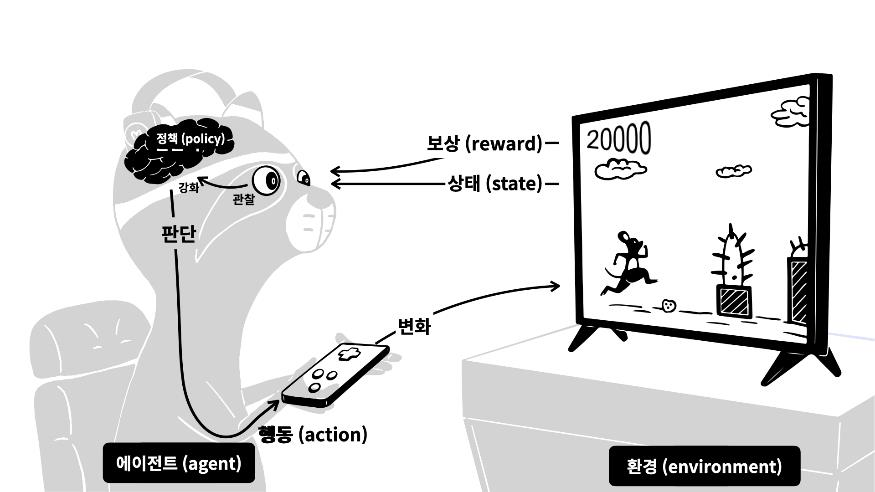 정책 (policy)
보상 (reward)
20000
상태 (state)
강화
관찰
판단
변화
행동 (action)
에이전트 (agent)
환경 (environment)